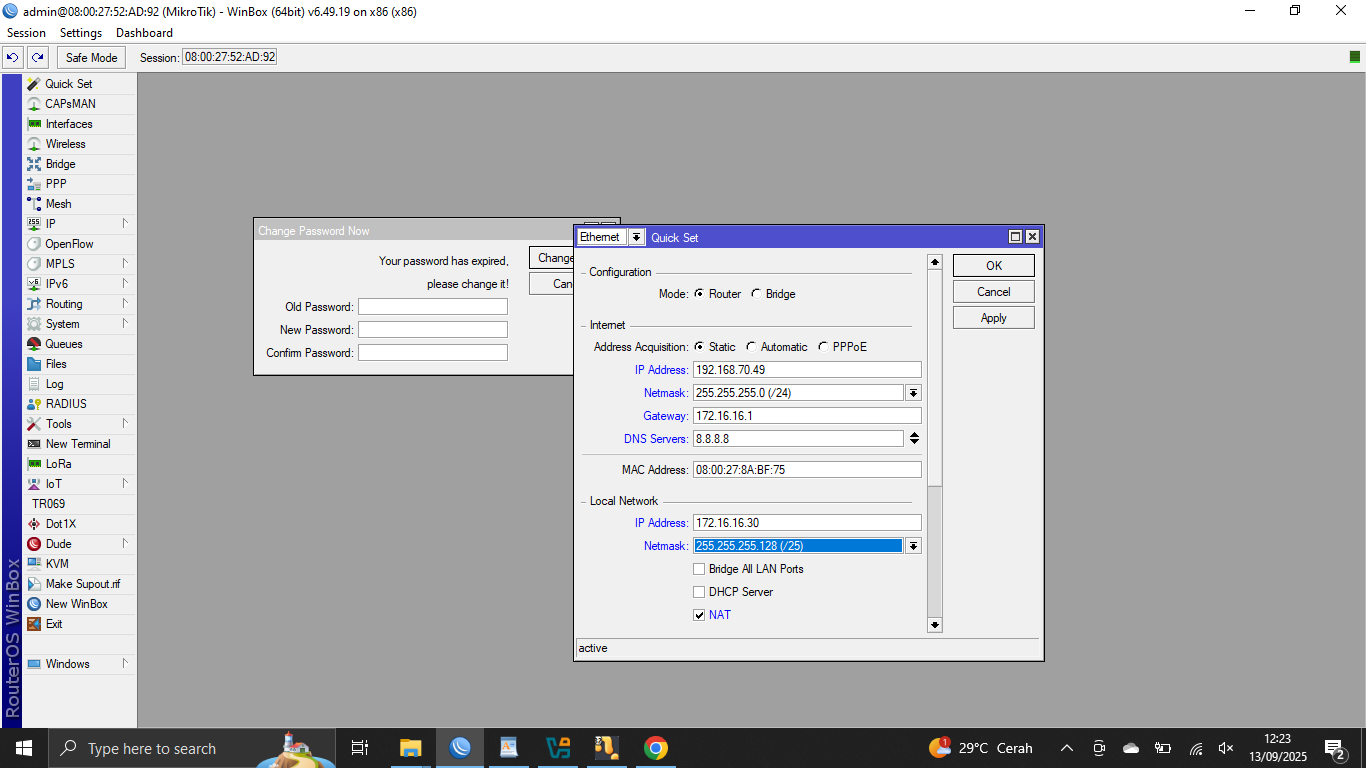 admin@08:00:27:52:AD:92 (MikroTik) - WinBox (64bit) v6.49.19 on x86 (x86)
Session Settings Dashboard
Safe Mode Session: 08:00:27:52:AD:92
Quick Set
CAPsMAN
Interfaces
Wireless
Bridge
PPP
Mesh
IP
OpenFlow
MPLS
IPv6
Routing
System
Queues
Files
Log
RADIUS
Tools
New Terminal
LoRa
IoT
TR069
Dot1X
Dude
KVM
Make Supout.rif
New WinBox
Exit
Windows
RouterOS WinBox
Change Password Now
Your password has expired,
please change it!
Old Password:
New Password:
Confirm Password:
Change
Can
Ethernet Quick Set
Configuration
Mode: Router Bridge
Internet
Address Acquisition: Static Automatic PPPoE
IP Address: 192.168.70.49
Netmask: 255.255.255.0 (/24)
Gateway: 172.16.16.1
DNS Servers: 8.8.8.8
MAC Address: 08:00:27:8A:BF:75
Local Network
IP Address: 172.16.16.30
Netmask: 255.255.255.128 (/25)
Bridge All LAN Ports
DHCP Server
NAT
OK
Cancel
Apply
active
Type here to search
1
29°C Cerah
12:23
13/09/2025
2